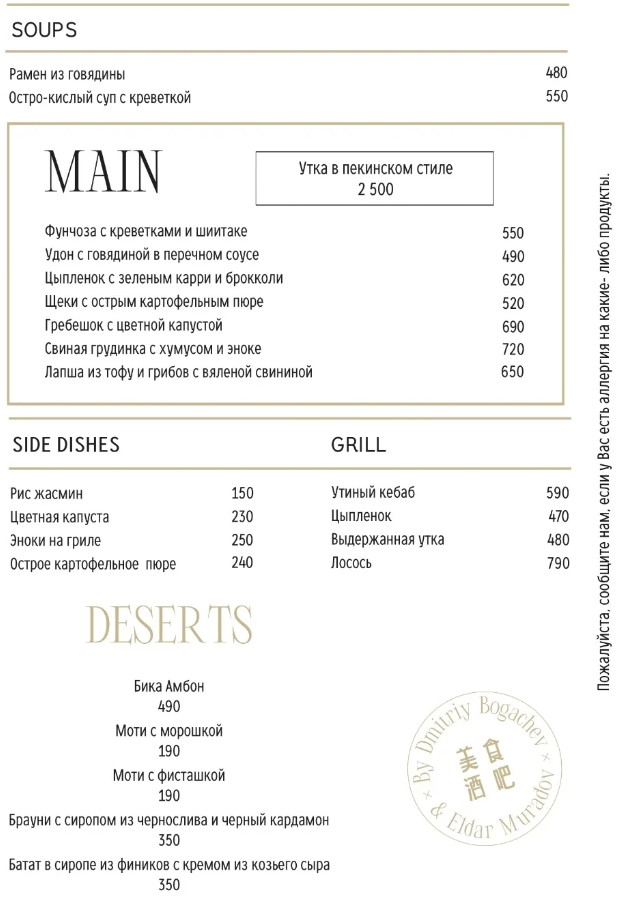 SOUPS
Рамен из говядины 480
Остро-кислый суп с креветкой 550
MAIN
Утка в пекинском стиле
2 500
Фунчоза с креветками и шиитаке 550
Удон с говядиной в перечном соусе 490
Цыпленок с зеленым карри и брокколи 620
Щеки с острым картофельным пюре 520
Гребешок с цветной капустой 690
Свиная грудинка с хумусом и эноке 720
Лапша из тофу и грибов с вяленой свининой 650
SIDE DISHES
Рис жасмин 150
Цветная капуста 230
Эноки на гриле 250
Острое картофельное пюре 240
GRILL
Утиный кебаб 590
Цыпленок 470
Выдержанная утка 480
Лосось 790
DESERTS
Бика Амбон
490
Моти с морошкой
190
Моти с фисташкой
190
Брауни с сиропом из чернослива и черный кардамон
350
Батат в сиропе из фиников с кремом из козьего сыра
350
By Dmitriy Bogachev
& Eldar Muradov
美食
酒吧
Пожалуйста, сообщите нам, если у Вас есть аллергия на какие- либо продукты.